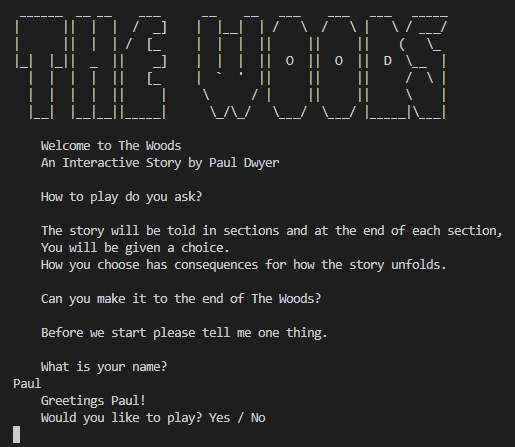 THE WOODS
Welcome to The Woods
An Interactive Story by Paul Dwyer
How to play do you ask?
The story will be told in sections and at the end of each section,
You will be given a choice.
How you choose has consequences for how the story unfolds.
Can you make it to the end of The Woods?
Before we start please tell me one thing.
What is your name?
Paul
Greetings Paul!
Would you like to play? Yes / No